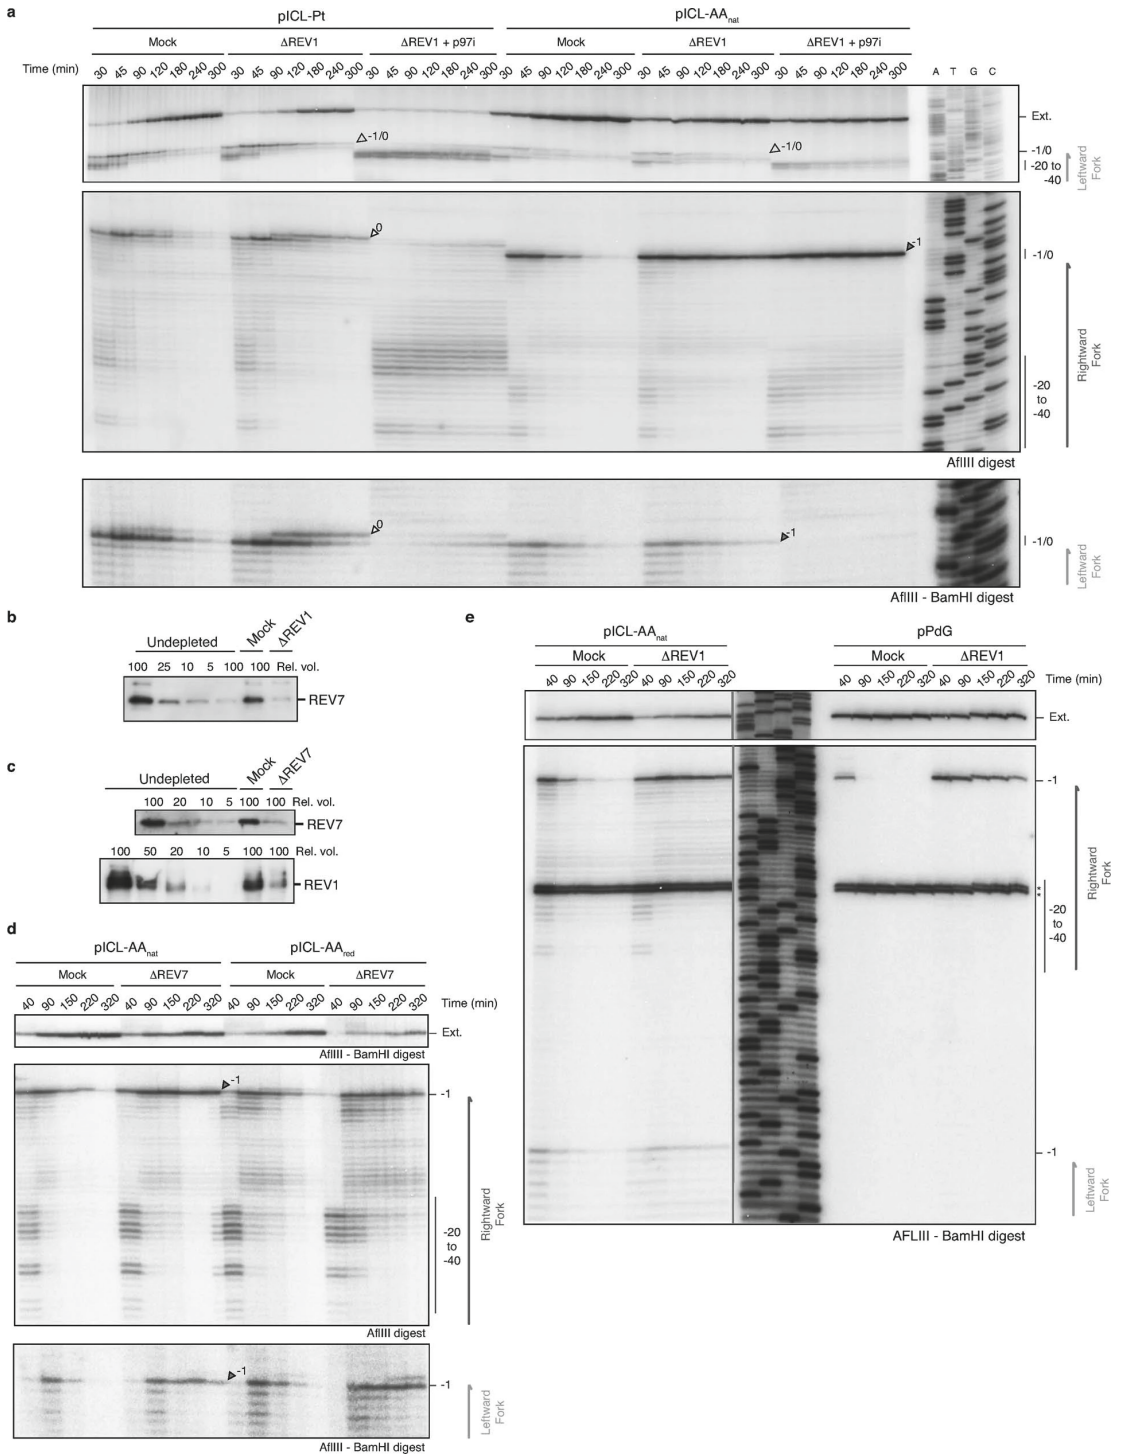 a
pICL-Pt
pICL-AAnat
Mock
ΔREV1
ΔREV1 + p97i
Mock
ΔREV1
ΔREV1 + p97i
Time (min)
30 45 90 120 180 240 300 30 45 90 120 180 240 300 30 45 90 120 180 240 300 30 45 90 120 180 240 300 30 45 90 120 180 240 300 30 45 90 120 180 240 300
A T G C
Ext.
-1/0
-1/0
-1/0
-20 to
-40
Leftward
Fork
0
-1
-1/0
-20
to
-40
Rightward
Fork
AflIII digest
0
-1
-1/0
Leftward
Fork
AflIII - BamHI digest
b
Undepleted
Mock
ΔREV1
100 25 10 5 100 100 Rel. vol.
REV7
c
Undepleted
Mock
ΔREV7
100 20 10 5 100 100 Rel. vol.
REV7
100 50 20 10 5 100 100 Rel. vol.
REV1
d
pICL-AAnat
pICL-AAred
Mock
ΔREV7
Mock
ΔREV7
40 90 150 220 320 40 90 150 220 320 40 90 150 220 320 40 90 150 220 320
Time (min)
Ext.
AflIII - BamHI digest
-1
-1
-20
to
-40
Rightward
Fork
AflIII digest
-1
-1
Leftward
Fork
AflIII - BamHI digest
e
pICL-AAnat
pPdG
Mock
ΔREV1
Mock
ΔREV1
40 90 150 220 320 40 90 150 220 320
40 90 150 220 320 40 90 150 220 320
Time (min)
Ext.
-1
**
-20
to
-40
Rightward
Fork
-1
Leftward
Fork
AFLIII - BamHI digest